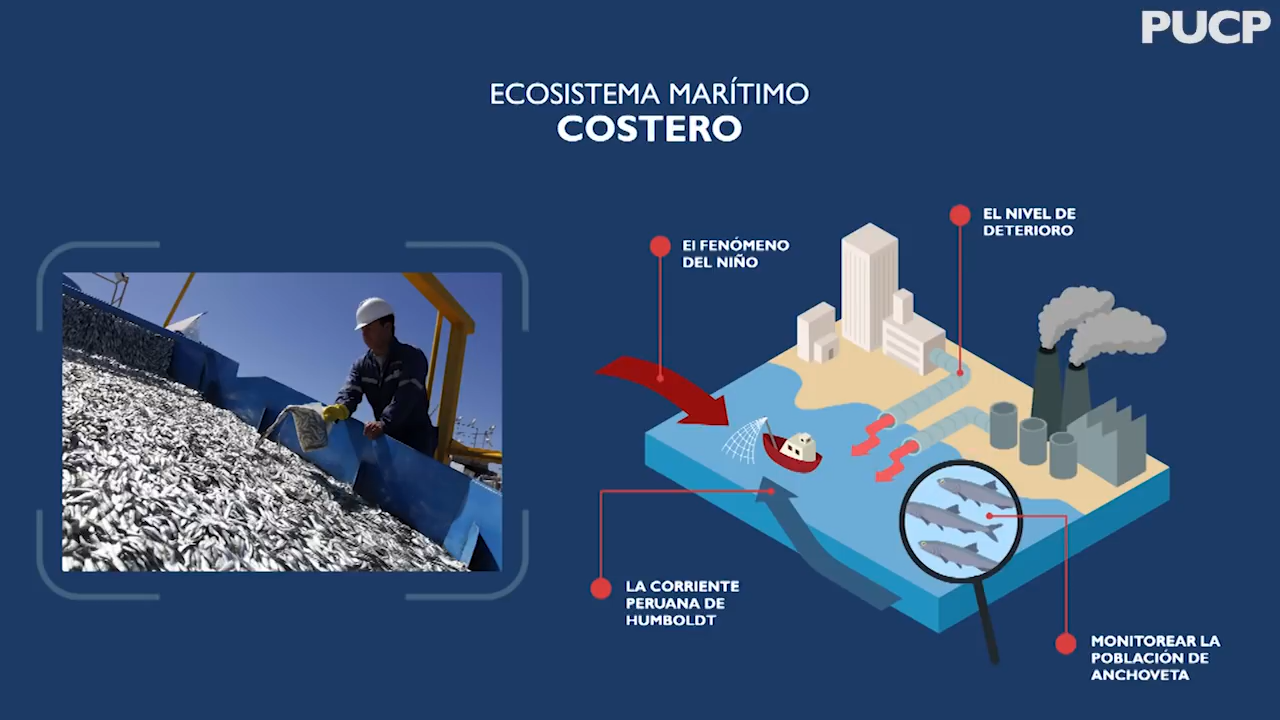 PUCP
ECOSISTEMA MARÍTIMO
COSTERO
EL NIVEL DE
DETERIORO
El FENÓMENO
DEL NIÑO
LA CORRIENTE
PERUANA DE
HUMBOLDT
MONITOREAR LA
POBLACIÓN DE
ANCHOVETA